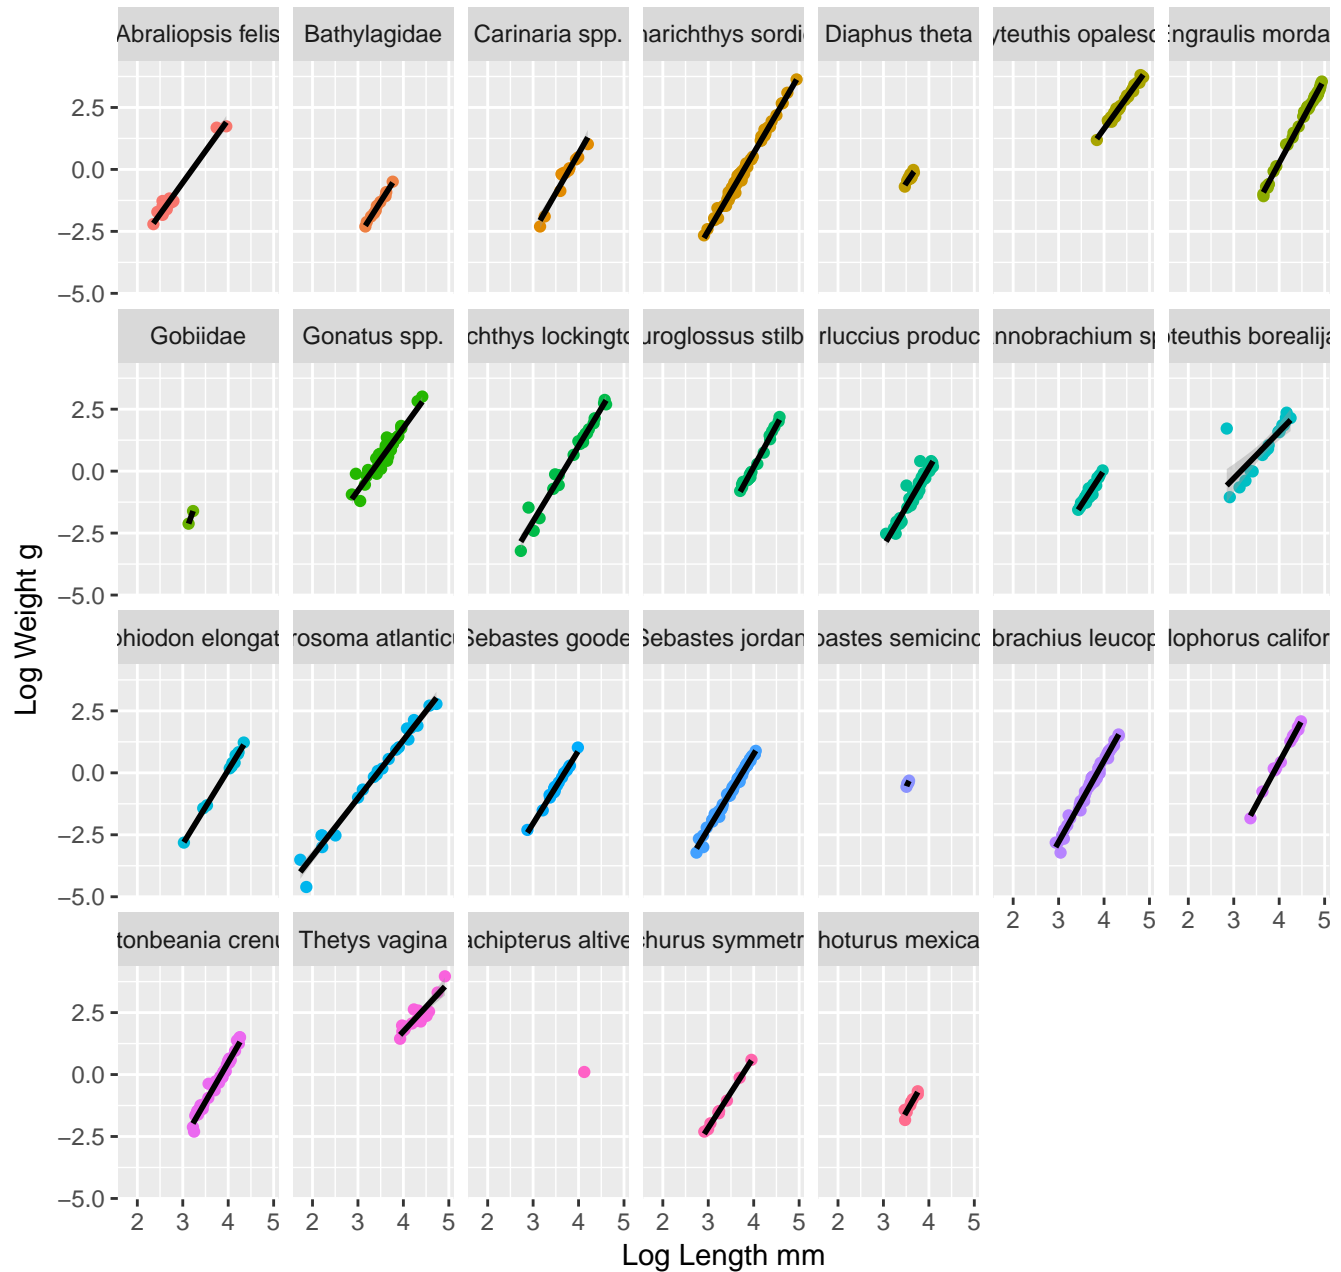 Abraliopsis felis Bathylagidae Carinaria spp. narichthys sordi Diaphus theta yteuthis opalesc Engraulis morda
2.5
0.0
−2.5
−5.0
Gobiidae Gonatus spp. chthys lockingto uroglossus stilb rluccius produc nnobrachium sp oteuthis borealija
2.5
0.0
−2.5
−5.0
phiodon elongat rosoma atlanticu Sebastes goode Sebastes jordan bastes semicinc brachius leucop lophorus califor
2.5
0.0
−2.5
−5.0
2 3 4 5 2 3 4 5
tonbeania crenu Thetys vagina achipterus altive churus symmetr hoturus mexica
2.5
0.0
−2.5
−5.0
2 3 4 5 2 3 4 5 2 3 4 5 2 3 4 5 2 3 4 5
Log Length mm
Log Weight g